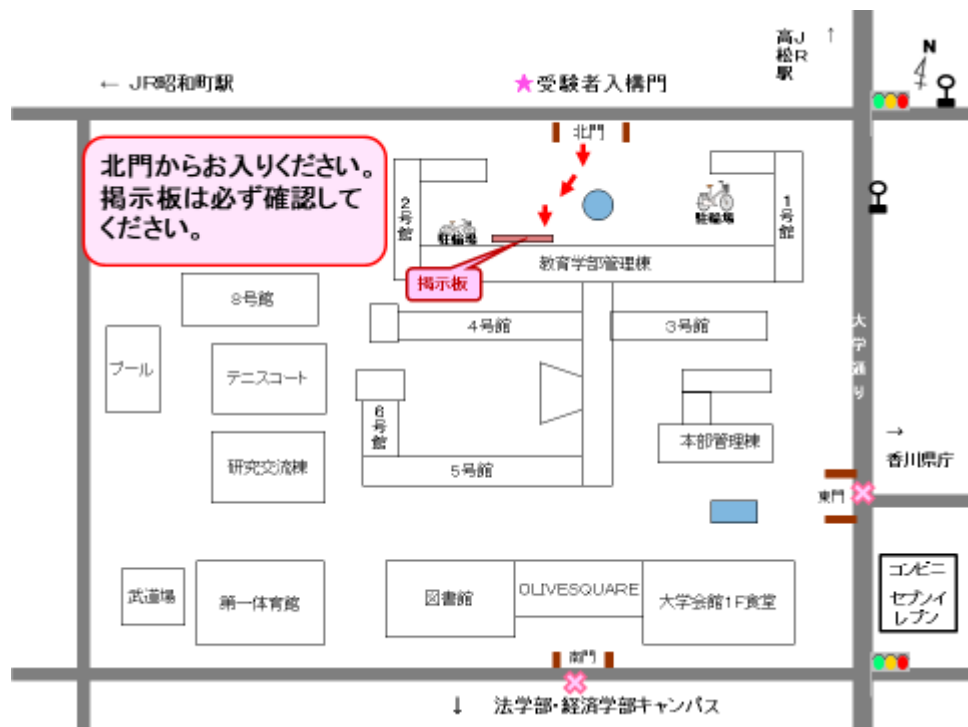 高松駅
JR
↑
N
← JR昭和町駅
★受験者入構門
北門
北門からお入りください。
掲示板は必ず確認して
ください。
2号館
駐輪場
駐輪場
1号館
教育学部管理棟
掲示板
8号館
4号館
3号館
プール
テニスコート
大学通り
6号館
本部管理棟
→
香川県庁
研究交流棟
5号館
東門
コンビニ
セブンイ
レブン
武道場
第一体育館
図書館
OLIVESQUARE
大学会館1F食堂
南門
↓ 法学部・経済学部キャンパス